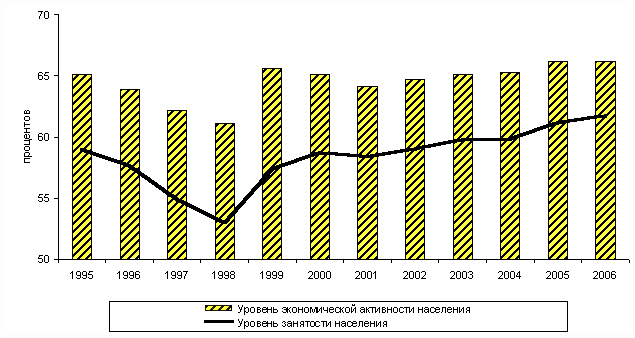 70
65
60
55
50
процентов
1995 1996 1997 1998 1999 2000 2001 2002 2003 2004 2005 2006
Уровень экономической активности населения
Уровень занятости населения